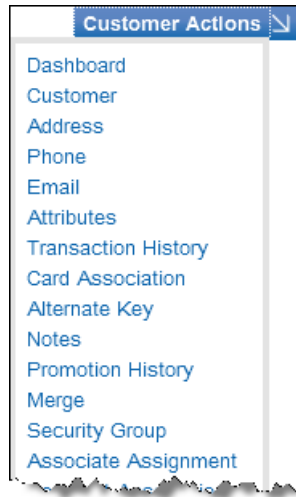 Customer Actions
Dashboard
Customer
Address
Phone
Email
Attributes
Transaction History
Card Association
Alternate Key
Notes
Promotion History
Merge
Security Group
Associate Assignment